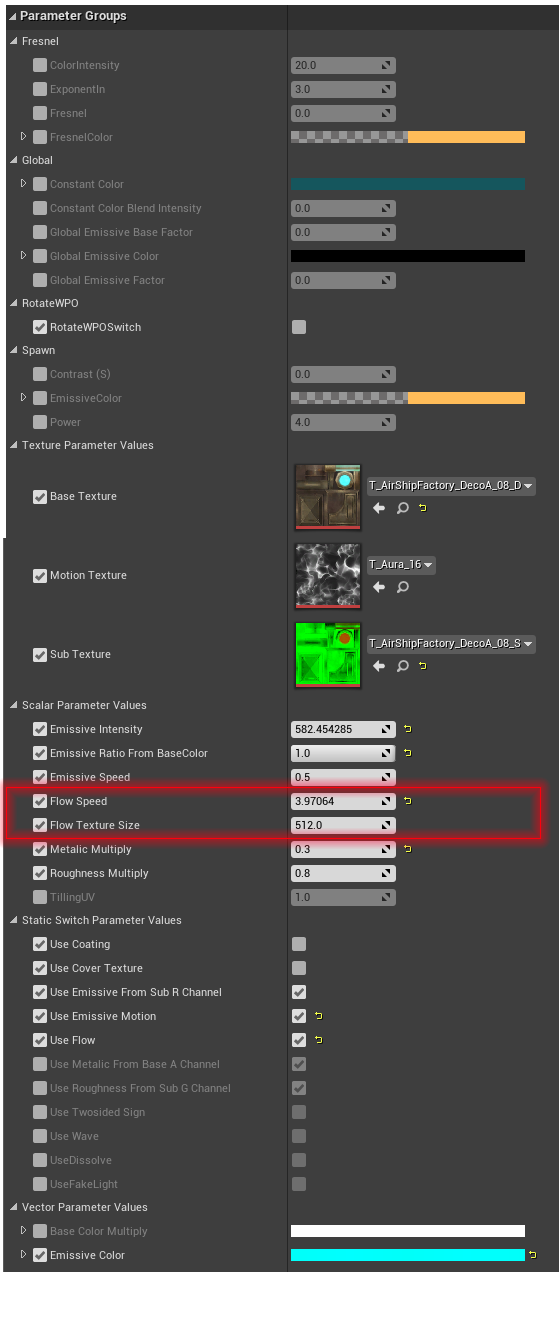 Parameter Groups
Fresnel
ColorIntensity 20.0
ExponentIn 3.0
Fresnel 0.0
FresnelColor
Global
Constant Color
Constant Color Blend Intensity 0.0
Global Emissive Base Factor 0.0
Global Emissive Color
Global Emissive Factor 0.0
RotateWPO
RotateWPOSwitch
Spawn
Contrast (S) 0.0
EmissiveColor
Power 4.0
Texture Parameter Values
Base Texture T_AirShipFactory_DecoA_08_D
Motion Texture T_Aura_16
Sub Texture T_AirShipFactory_DecoA_08_S
Scalar Parameter Values
Emissive Intensity 582.454285
Emissive Ratio From BaseColor 1.0
Emissive Speed 0.5
Flow Speed 3.97064
Flow Texture Size 512.0
Metalic Multiply 0.3
Roughness Multiply 0.8
TillingUV 1.0
Static Switch Parameter Values
Use Coating
Use Cover Texture
Use Emissive From Sub R Channel
Use Emissive Motion
Use Flow
Use Metalic From Base A Channel
Use Roughness From Sub G Channel
Use Twosided Sign
Use Wave
UseDissolve
UseFakeLight
Vector Parameter Values
Base Color Multiply
Emissive Color